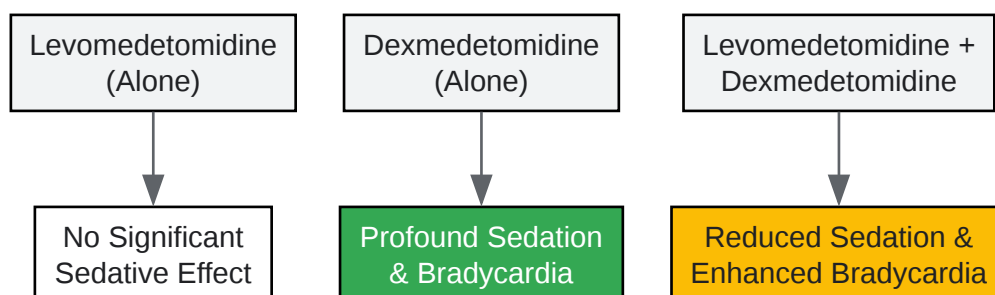 Levomedetomidine
(Alone)
Dexmedetomidine
(Alone)
Levomedetomidine +
Dexmedetomidine
No Significant
Sedative Effect
Profound Sedation
& Bradycardia
Reduced Sedation &
Enhanced Bradycardia